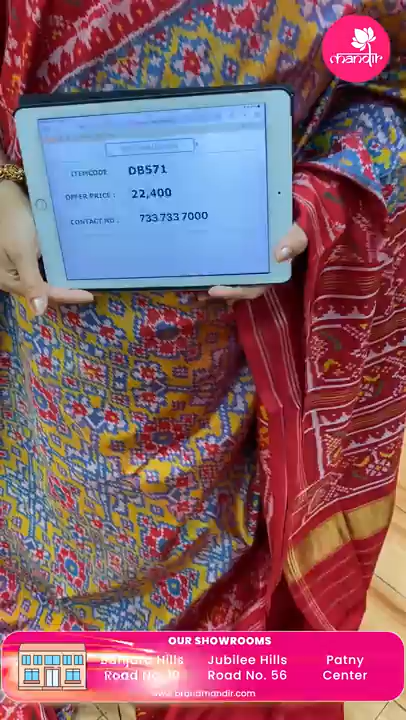 mandir
ITEMCODE DB571
OFFER PRICE : 22,400
CONTACT NO : 733 733 7000
OUR SHOWROOMS
Banjara Hills Jubilee Hills Patny
Road No. 10 Road No. 56 Center
www.brandmandir.com